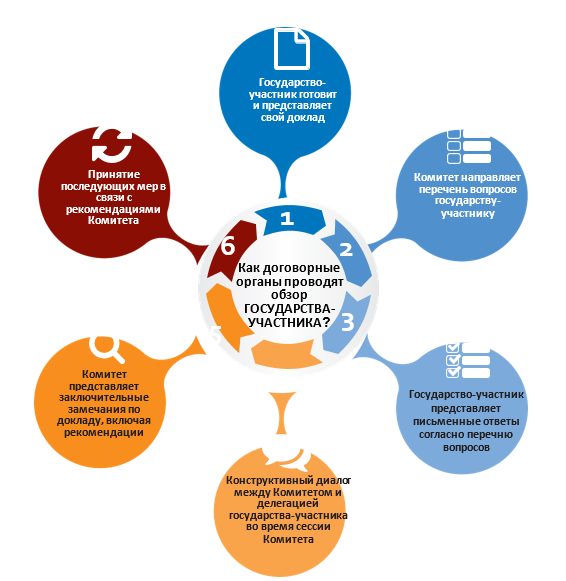 Государство-
участник готовит
и представляет
свой доклад
Комитет направляет
перечень вопросов
государству-
участнику
Государство-участник
представляет
письменные ответы
согласно перечню
вопросов
Конструктивный диалог
между Комитетом и
делегацией
государства-участника
во время сессии
Комитета
Комитет
представляет
заключительные
замечания по
докладу, включая
рекомендации
Принятие
последующих мер в
связи с
рекомендациями
Комитета
1
2
3
5
6
Как договорные
органы проводят
обзор
ГОСУДАРСТВА-
УЧАСТНИКА?